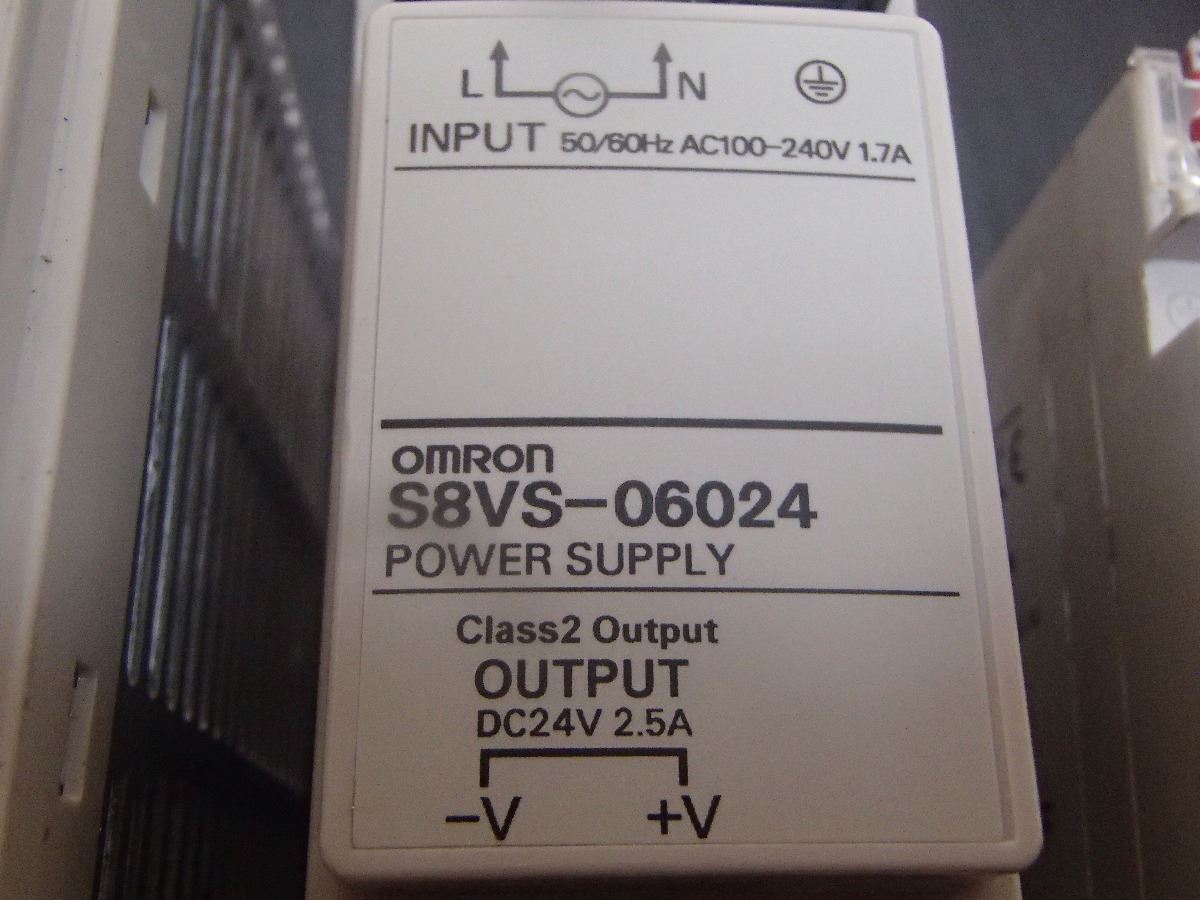 L N
INPUT 50/60Hz AC100-240V 1.7A
omron
S8VS-06024
POWER SUPPLY
Class2 Output
OUTPUT
DC24V 2.5A
-V +V